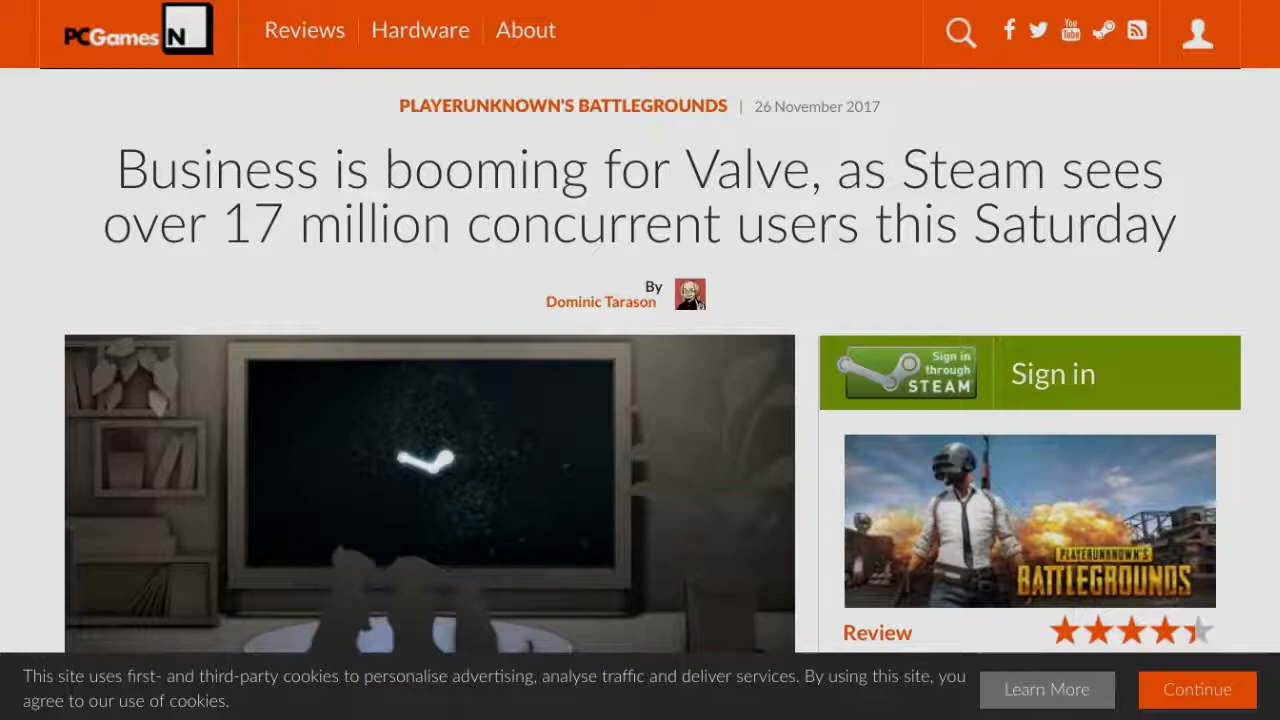 PCGamesN
Reviews
Hardware
About
You
Tube
PLAYERUNKNOWN'S BATTLEGROUNDS | 26 November 2017
Business is booming for Valve, as Steam sees
over 17 million concurrent users this Saturday
By
Dominic Tarason
Sign in
through
STEAM
Sign in
PLAYERUNKNOWN'S
BATTLEGROUNDS
Review
This site uses first- and third-party cookies to personalise advertising, analyse traffic and deliver services. By using this site, you
agree to our use of cookies.
Learn More
Continue